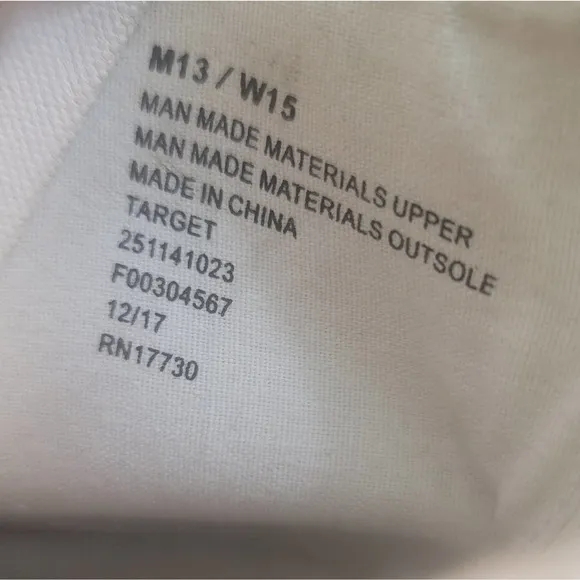 M13 / W15
MAN MADE MATERIALS UPPER
MAN MADE MATERIALS OUTSOLE
MADE IN CHINA
TARGET
251141023
F00304567
12/17
RN17730